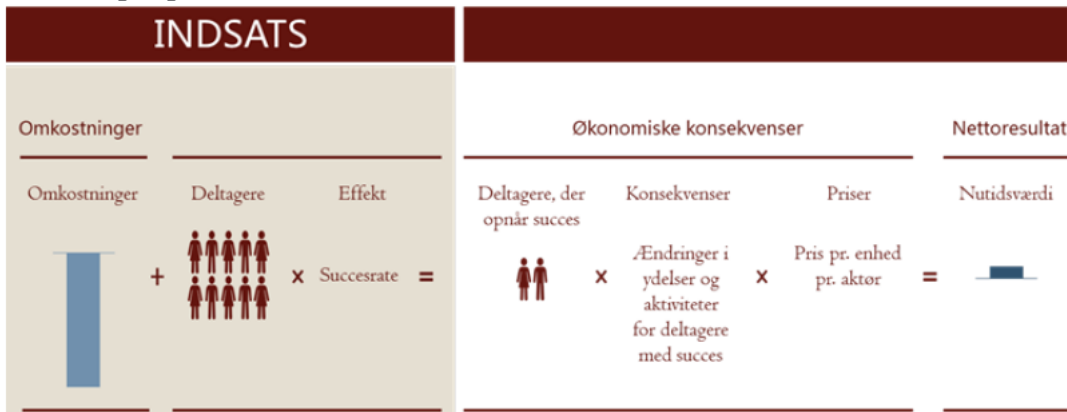 INDSATS
Omkostninger
Økonomiske konsekvenser
Nettoresultat
Omkostninger
Deltagere
Effekt
Deltagere, der
opnår succes
Konsekvenser
Priser
Nutidsværdi
+
x
Succesrate
=
x
Ændringer i
ydelser og
aktiviteter
for deltagere
med succes
x
Pris pr. enhed
pr. aktør
=